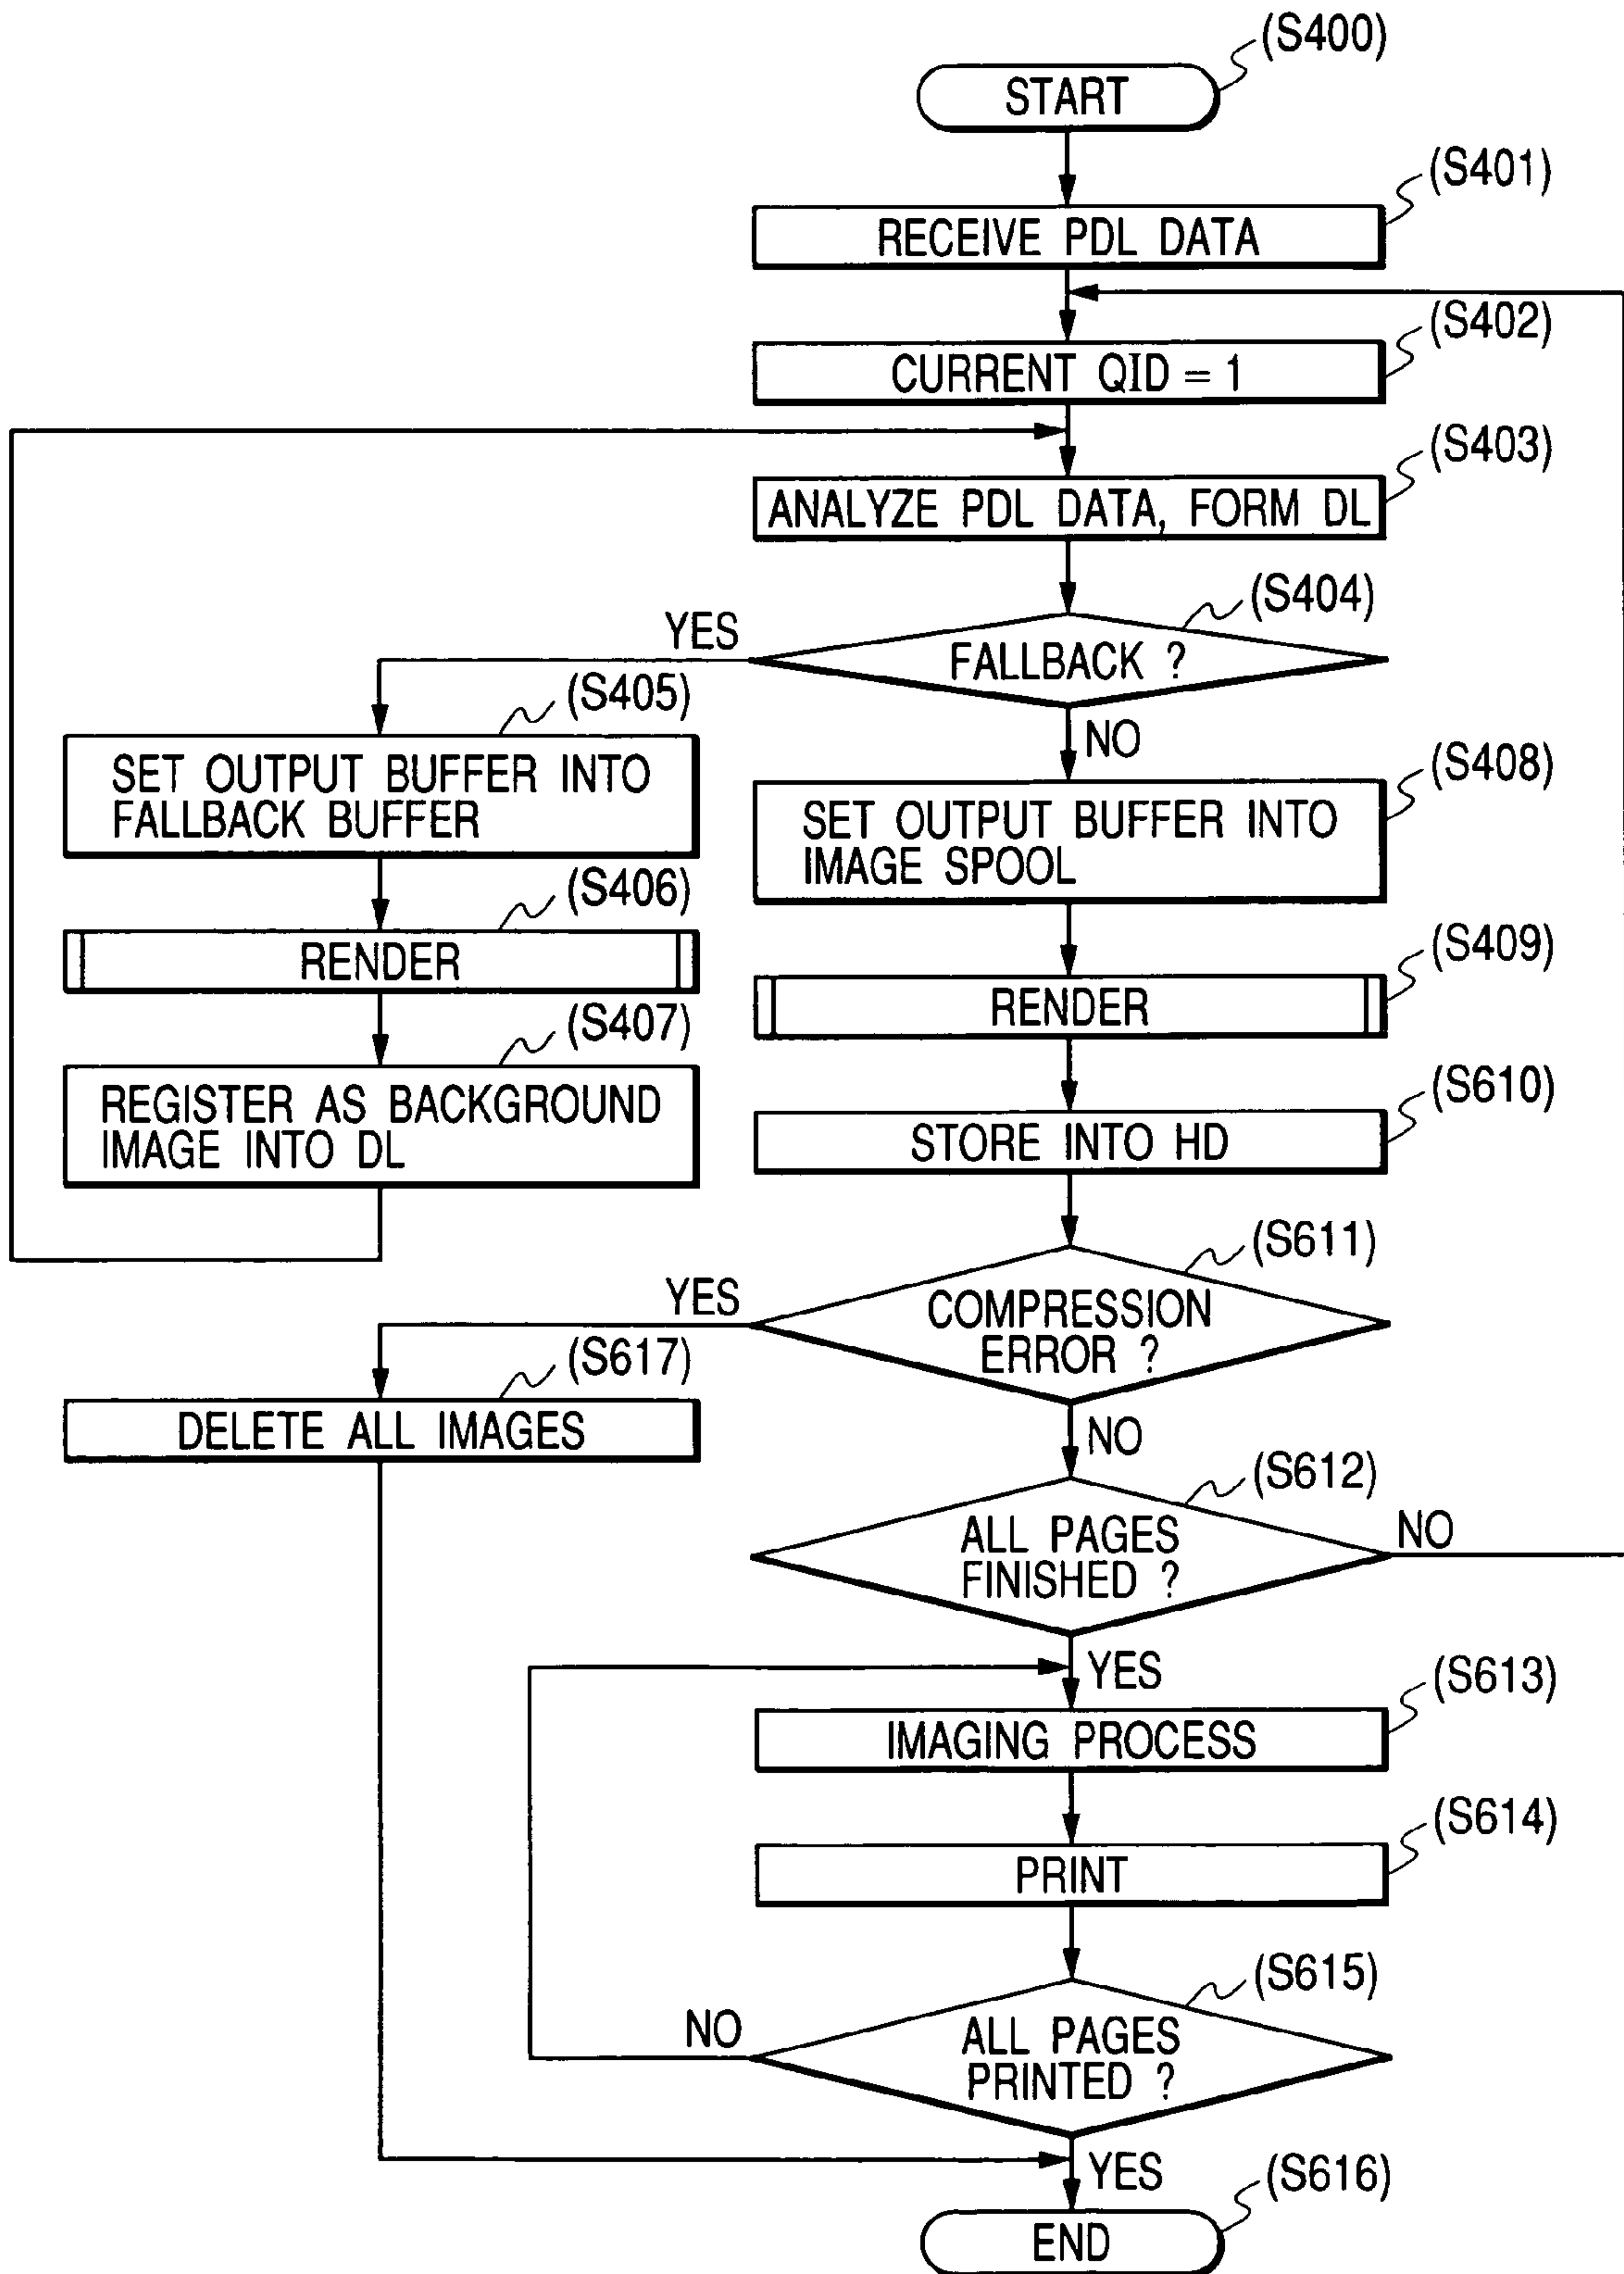 (S400)
START
(S401)
RECEIVE PDL DATA
(S402)
CURRENT QID = 1
(S403)
ANALYZE PDL DATA, FORM DL
(S404)
YES
FALLBACK ?
(S405)
NO
SET OUTPUT BUFFER INTO
FALLBACK BUFFER
(S408)
SET OUTPUT BUFFER INTO
IMAGE SPOOL
(S406)
RENDER
(S409)
RENDER
(S407)
REGISTER AS BACKGROUND
IMAGE INTO DL
(S610)
STORE INTO HD
(S611)
YES
COMPRESSION
ERROR ?
(S617)
DELETE ALL IMAGES
NO
(S612)
ALL PAGES
FINISHED ?
NO
YES
(S613)
IMAGING PROCESS
(S614)
PRINT
(S615)
NO
ALL PAGES
PRINTED ?
YES
(S616)
END